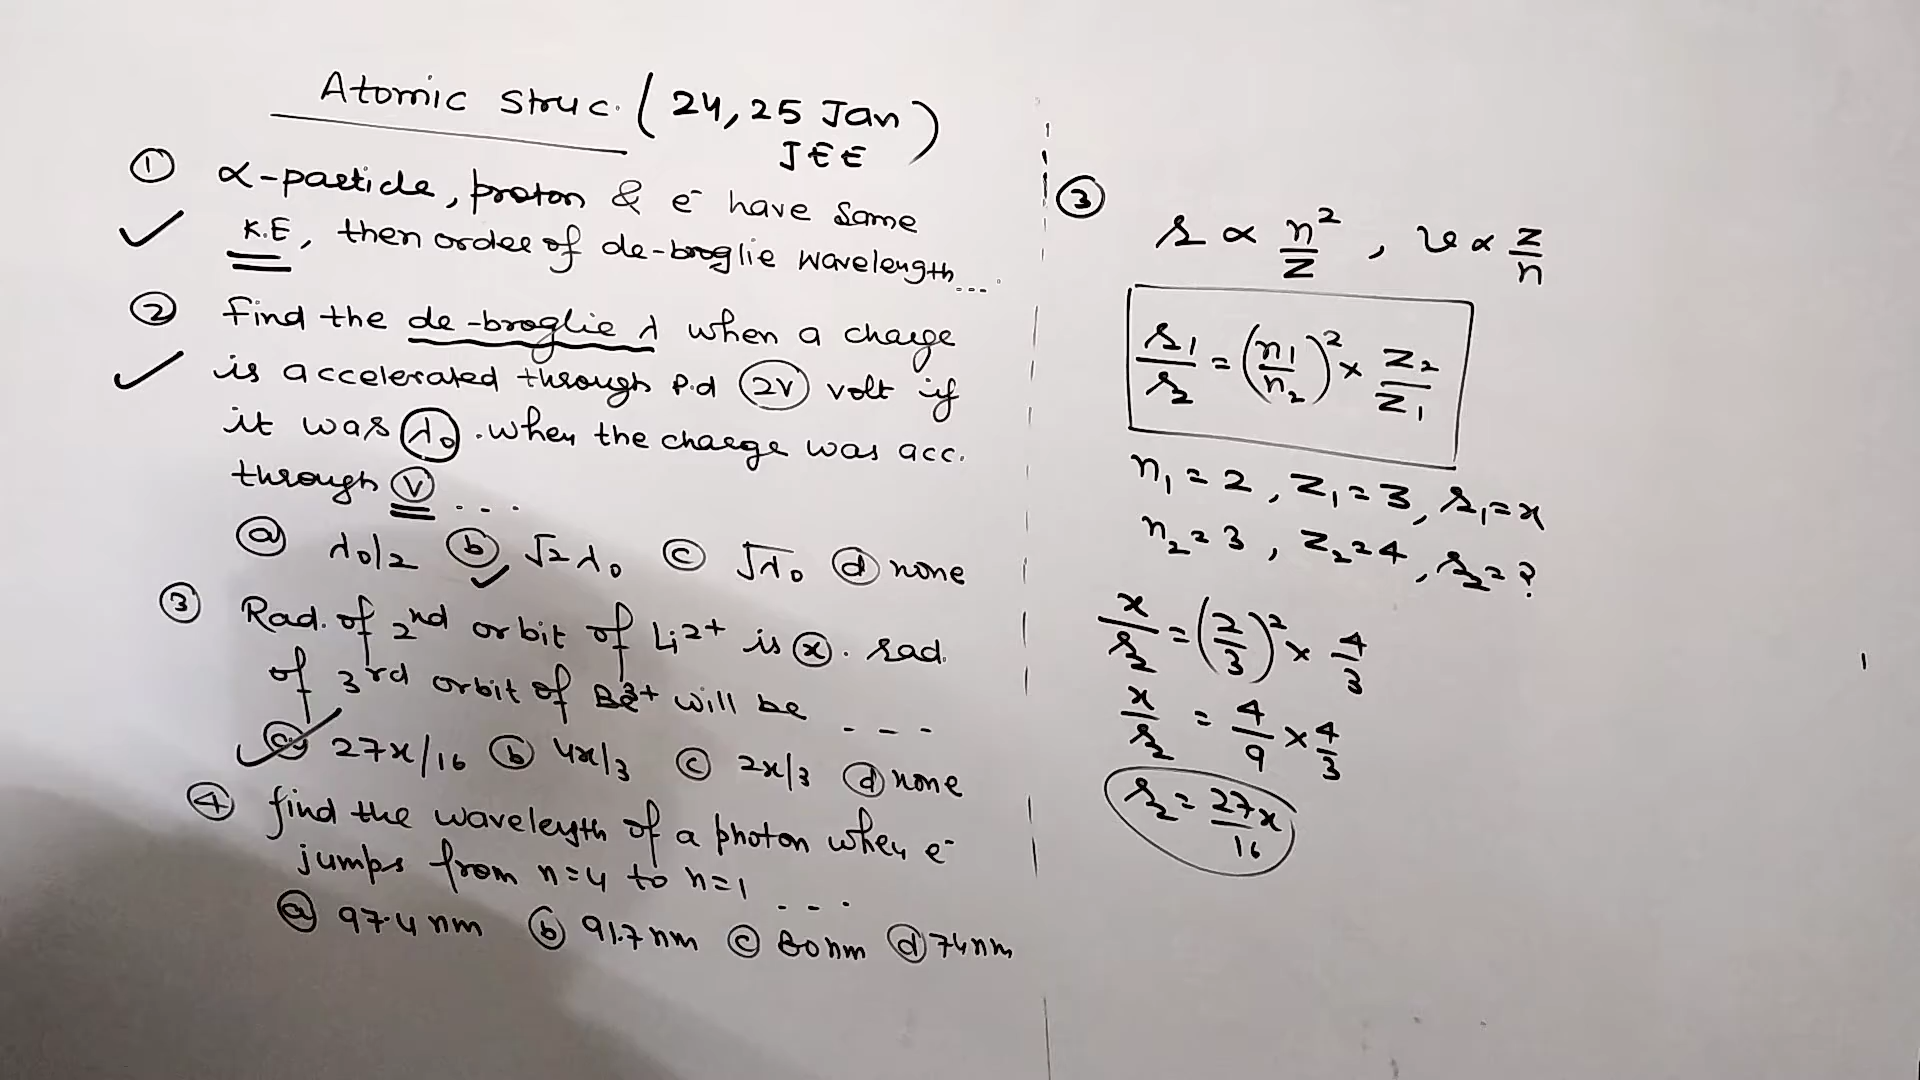 Atomic Struc. (24,25 Jan)
JEE
① α-particle, proton & e⁻ have same
K.E, then order of de-broglie wavelength....
② Find the de-broglie λ when a charge
is accelerated through P.d 2V volt if
it was λ₀. when the charge was acc.
through V ....
ⓐ λ₀/2 ⓑ √2 λ₀ ⓒ √λ₀ ⓓ none
③ Rad. of 2nd orbit of Li2+ is x. rad.
of 3rd orbit of Be3+ will be ---
ⓐ 27x/16 ⓑ 4x/3 ⓒ 2x/3 ⓓ none
④ find the wavelength of a photon when e⁻
jumps from n=4 to n=1 ...
ⓐ 97.4 nm ⓑ 91.7 nm ⓒ 80 nm ⓓ 74 nm
③
r ∝ n²/Z, v ∝ Z/n
r₁/r₂ = (n₁/n₂)² × Z₂/Z₁
n₁ = 2, Z₁ = 3, r₁ = x
n₂ = 3, Z₂ = 4, r₂ = ?
x/r₂ = (2/3)² × 4/3
x/r₂ = 4/9 × 4/3
r₂ = 27x/16